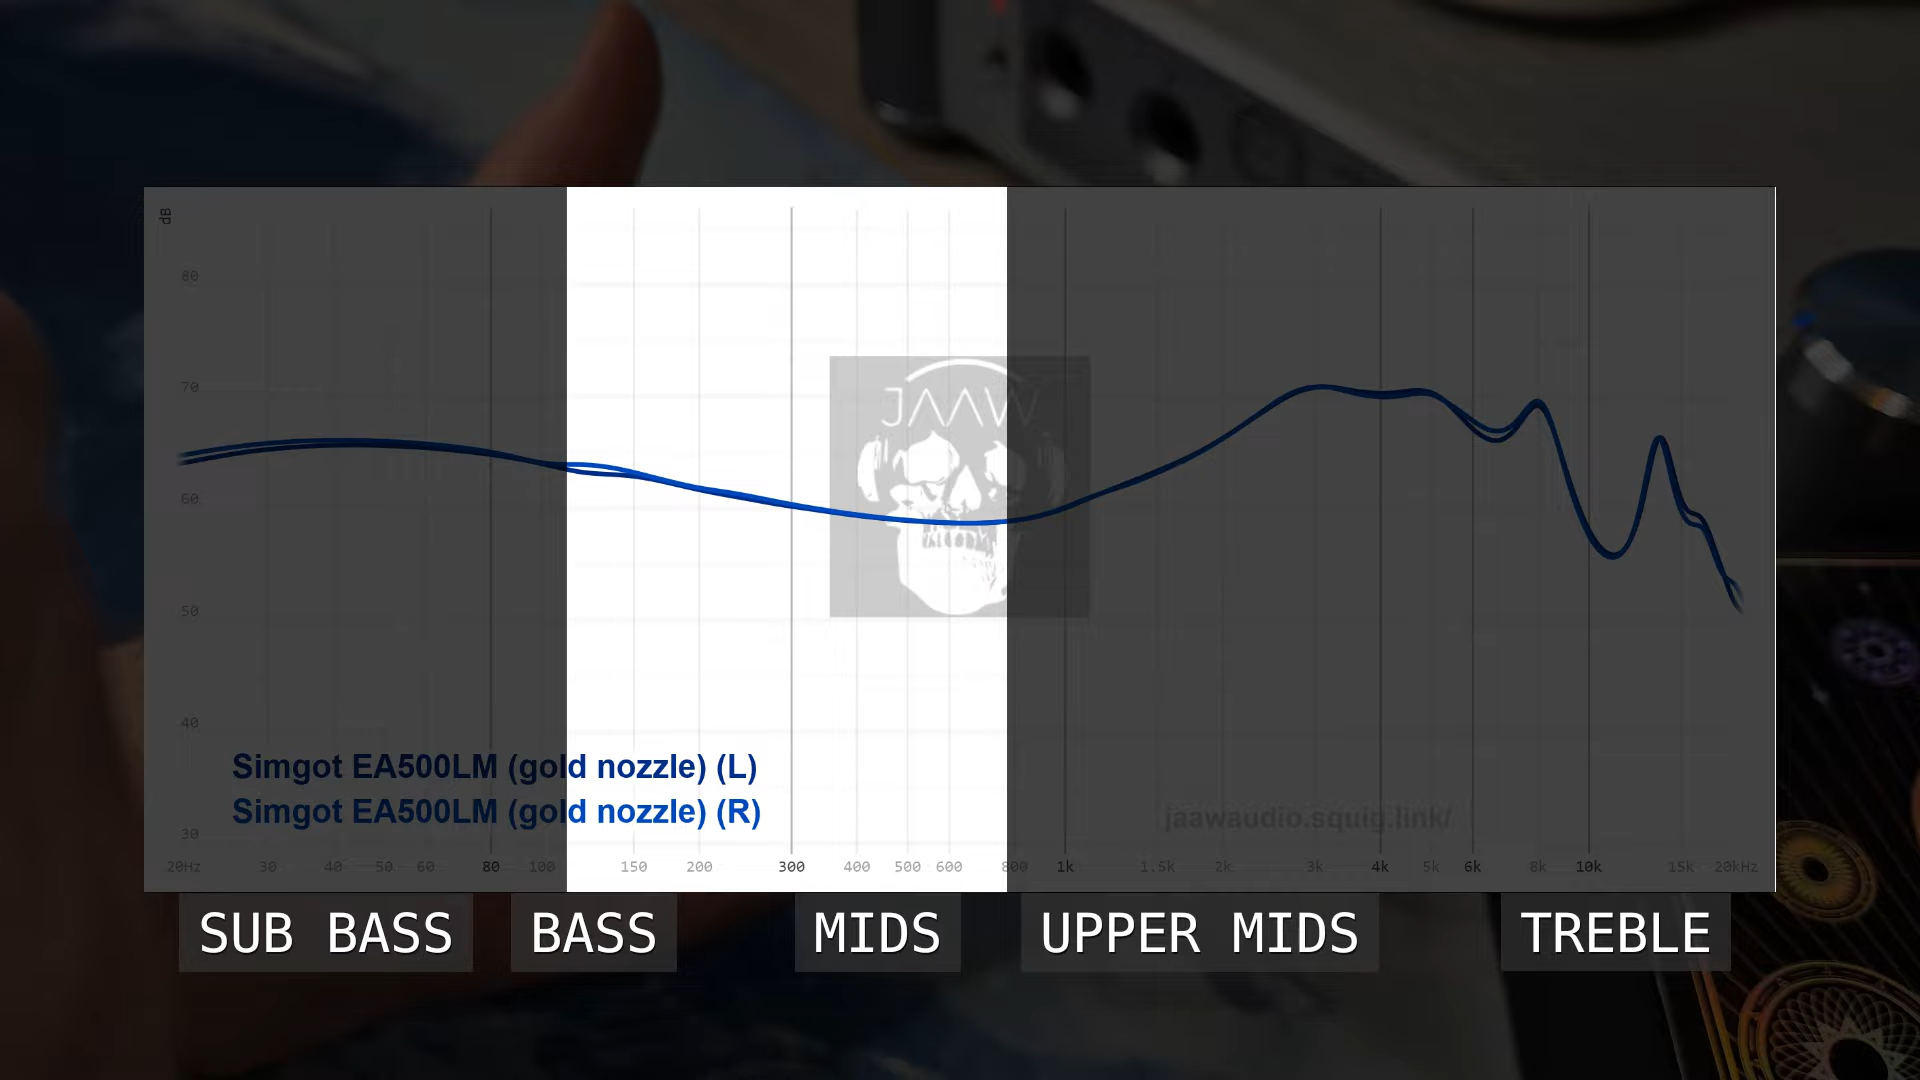 dB
80
70
60
50
40
30
JAAW
Simgot EA500LM (gold nozzle) (L)
Simgot EA500LM (gold nozzle) (R)
jaawaudio.squig.link/
20Hz 30 40 50 60 80 100 150 200 300 400 500 600 800 1k 1.5k 2k 3k 4k 5k 6k 8k 10k 15k 20kHz
SUB BASS BASS MIDS UPPER MIDS TREBLE